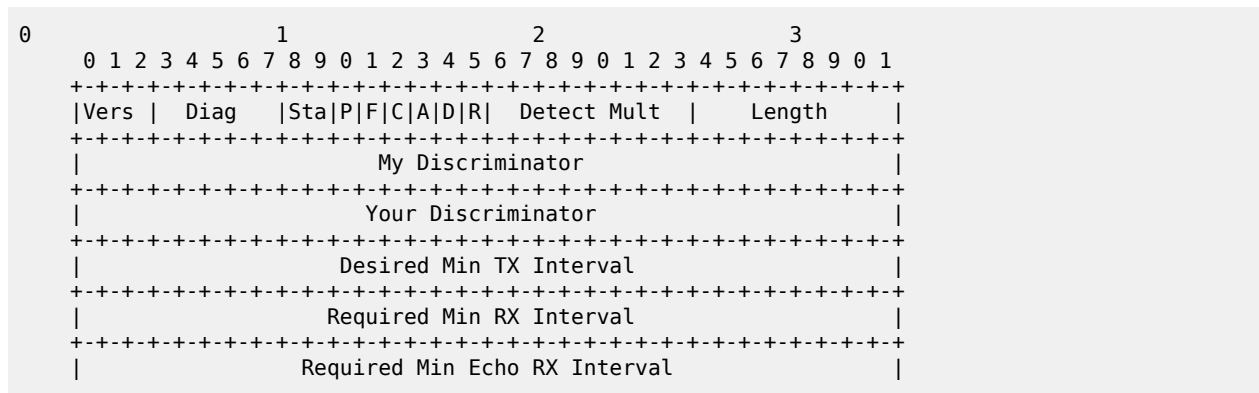 0                   1                   2                   3
     0 1 2 3 4 5 6 7 8 9 0 1 2 3 4 5 6 7 8 9 0 1 2 3 4 5 6 7 8 9 0 1
    +-+-+-+-+-+-+-+-+-+-+-+-+-+-+-+-+-+-+-+-+-+-+-+-+-+-+-+-+-+-+-+-+
    |Vers |  Diag   |Sta|P|F|C|A|D|R|  Detect Mult  |    Length     |
    +-+-+-+-+-+-+-+-+-+-+-+-+-+-+-+-+-+-+-+-+-+-+-+-+-+-+-+-+-+-+-+-+
    |                       My Discriminator                        |
    +-+-+-+-+-+-+-+-+-+-+-+-+-+-+-+-+-+-+-+-+-+-+-+-+-+-+-+-+-+-+-+-+
    |                      Your Discriminator                       |
    +-+-+-+-+-+-+-+-+-+-+-+-+-+-+-+-+-+-+-+-+-+-+-+-+-+-+-+-+-+-+-+-+
    |                    Desired Min TX Interval                    |
    +-+-+-+-+-+-+-+-+-+-+-+-+-+-+-+-+-+-+-+-+-+-+-+-+-+-+-+-+-+-+-+-+
    |                   Required Min RX Interval                    |
    +-+-+-+-+-+-+-+-+-+-+-+-+-+-+-+-+-+-+-+-+-+-+-+-+-+-+-+-+-+-+-+-+
    |                 Required Min Echo RX Interval                 |